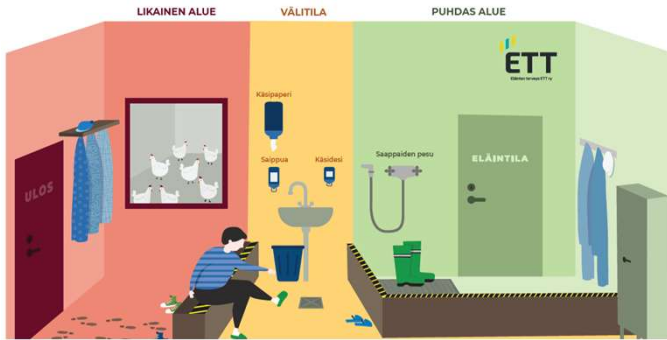 LIKAINEN ALUE
VÄLITILA
PUHDAS ALUE
ETT
Eläinten terveys ETT ry
Käsipaperi
Saippua
Käsidesi
Saappaiden pesu
ELÄINTILA
ULOS